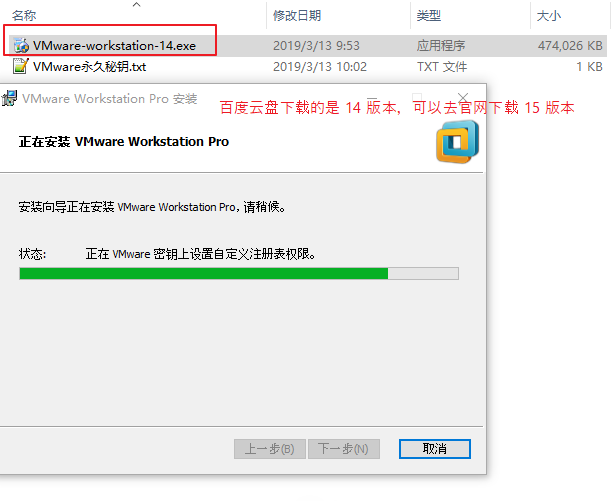 名称 修改日期 类型 大小
VMware-workstation-14.exe 2019/3/13 9:53 应用程序 474,026 KB
VMware永久秘钥.txt 2019/3/13 10:02 TXT 文件 1 KB
VMware Workstation Pro 安装
百度云盘下载的是 14 版本，可以去官网下载 15 版本
正在安装 VMware Workstation Pro
安装向导正在安装 VMware Workstation Pro，请稍候。
状态: 正在 VMware 密钥上设置自定义注册表权限。
上一步(B) 下一步(N) 取消